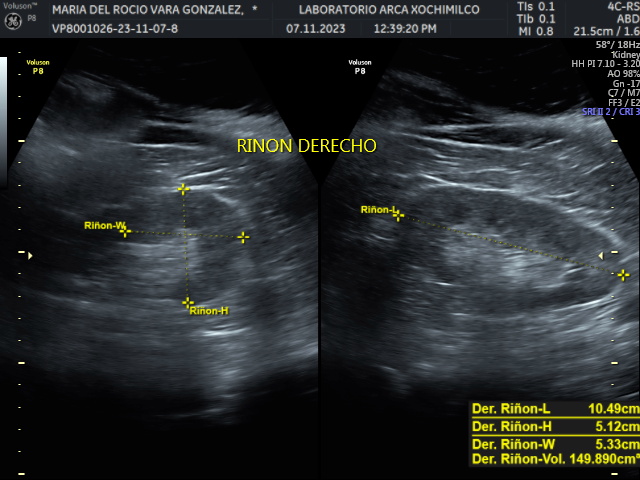 Voluson™
GE P8
MARIA DEL ROCIO VARA GONZALEZ, *
LABORATORIO ARCA XOCHIMILCO
TIs 0.1
4C-RS
VP8001026-23-11-07-8
07.11.2023
12:39:20 PM
TIb 0.1
ABD
MI 0.8
21.5cm / 1.6
58°/ 18Hz
Kidney
HH PI 7.10 - 3.20
AO 98%
Gn -17
C7 / M7
FF3 / E2
SRI II 2 / CRI 3
Voluson
P8
Voluson
P8
RINON DERECHO
Riñon-W
Riñon-H
Riñon-L
Der. Riñon-L 10.49cm
Der. Riñon-H 5.12cm
Der. Riñon-W 5.33cm
Der. Riñon-Vol. 149.890cm³